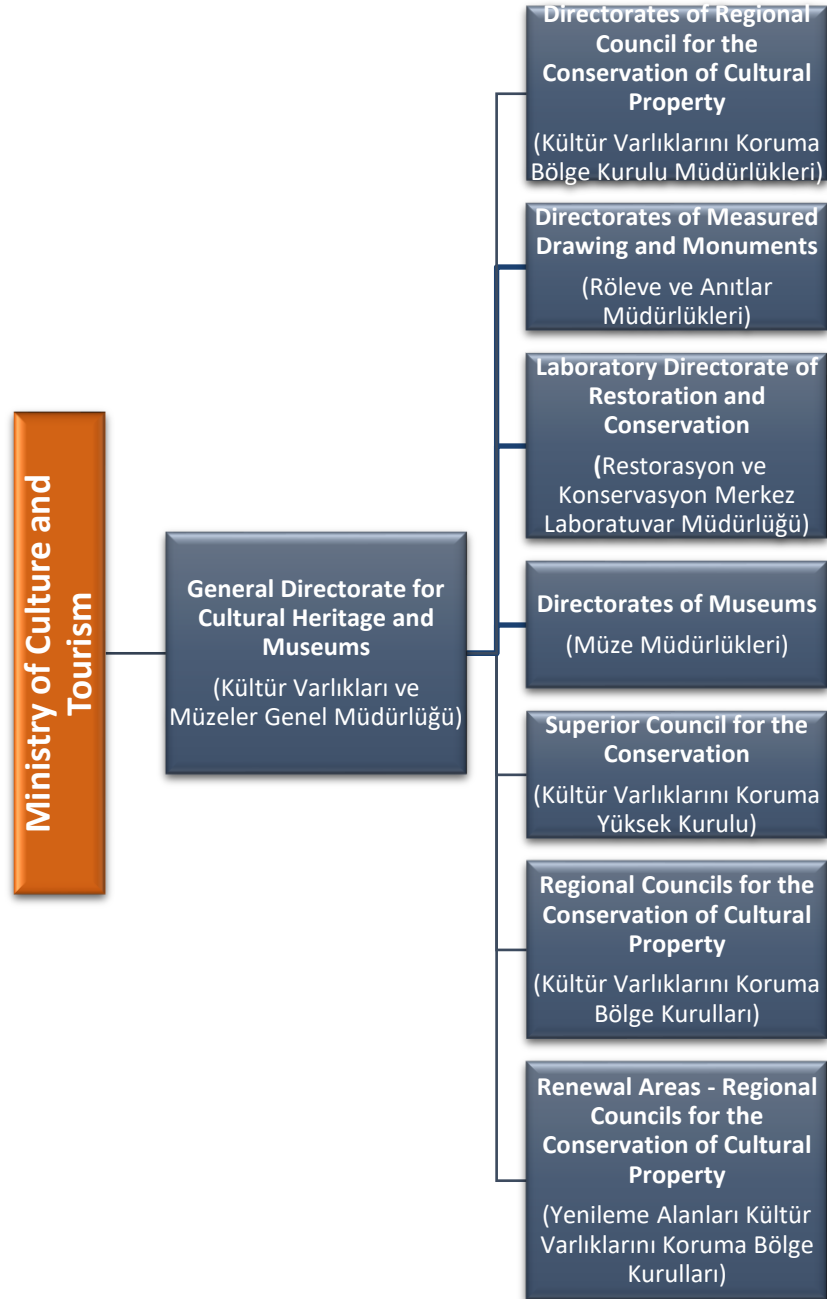 Ministry of Culture and
Tourism
General Directorate for
Cultural Heritage and
Museums
(Kültür Varlıkları ve
Müzeler Genel Müdürlüğü)
Directorates of Regional
Council for the
Conservation of Cultural
Property
(Kültür Varlıklarını Koruma
Bölge Kurulu Müdürlükleri)
Directorates of Measured
Drawing and Monuments
(Röleve ve Anıtlar
Müdürlükleri)
Laboratory Directorate of
Restoration and
Conservation
(Restorasyon ve
Konservasyon Merkez
Laboratuvar Müdürlüğü)
Directorates of Museums
(Müze Müdürlükleri)
Superior Council for the
Conservation
(Kültür Varlıklarını Koruma
Yüksek Kurulu)
Regional Councils for the
Conservation of Cultural
Property
(Kültür Varlıklarını Koruma
Bölge Kurulları)
Renewal Areas - Regional
Councils for the
Conservation of Cultural
Property
(Yenileme Alanları Kültür
Varlıklarını Koruma Bölge
Kurulları)